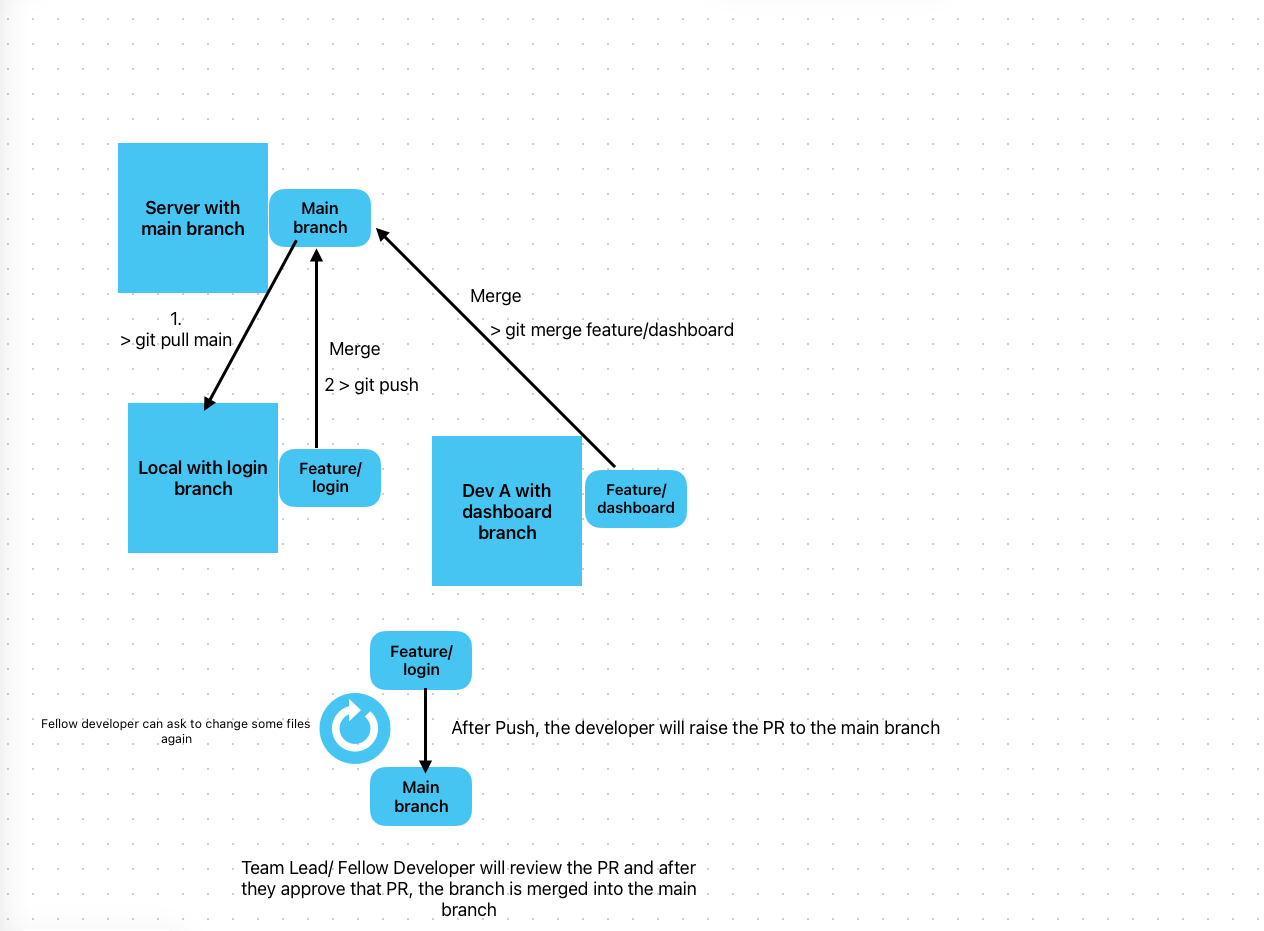 Server with
main branch
Main
branch
1.
> git pull main
Merge
> git merge feature/dashboard
Merge
2 > git push
Local with login
branch
Feature/
login
Dev A with
dashboard
branch
Feature/
dashboard
Feature/
login
Fellow developer can ask to change some files
again
After Push, the developer will raise the PR to the main branch
Main
branch
Team Lead/ Fellow Developer will review the PR and after
they approve that PR, the branch is merged into the main
branch